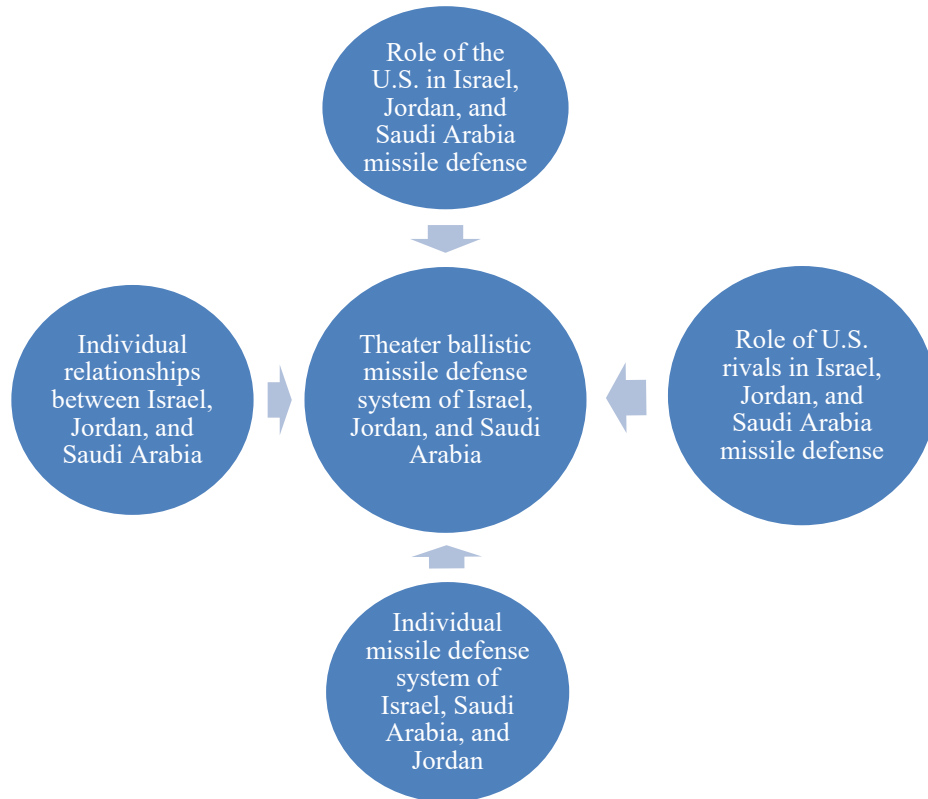 Role of the
U.S. in Israel,
Jordan, and
Saudi Arabia
missile defense
Individual
relationships
between Israel,
Jordan, and
Saudi Arabia
Theater ballistic
missile defense
system of Israel,
Jordan, and Saudi
Arabia
Role of U.S.
rivals in Israel,
Jordan, and
Saudi Arabia
missile defense
Individual
missile defense
system of
Israel, Saudi
Arabia, and
Jordan